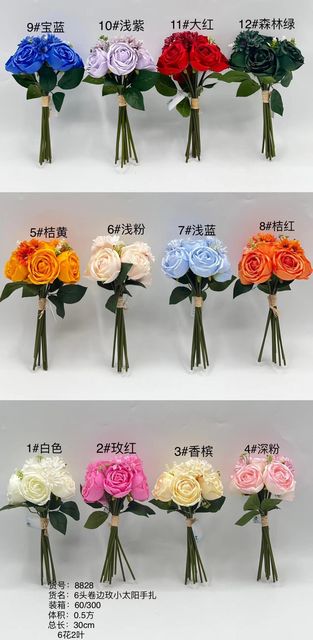 9#宝蓝 10#浅紫 11#大红 12#森林绿
5#桔黄 6#浅粉 7#浅蓝 8#桔红
1#白色 2#玫红 3#香槟 4#深粉
货号：8828
货名：6头卷边玫小太阳手扎
装箱：60/300
体积：0.5方
总长：30cm
6花2叶